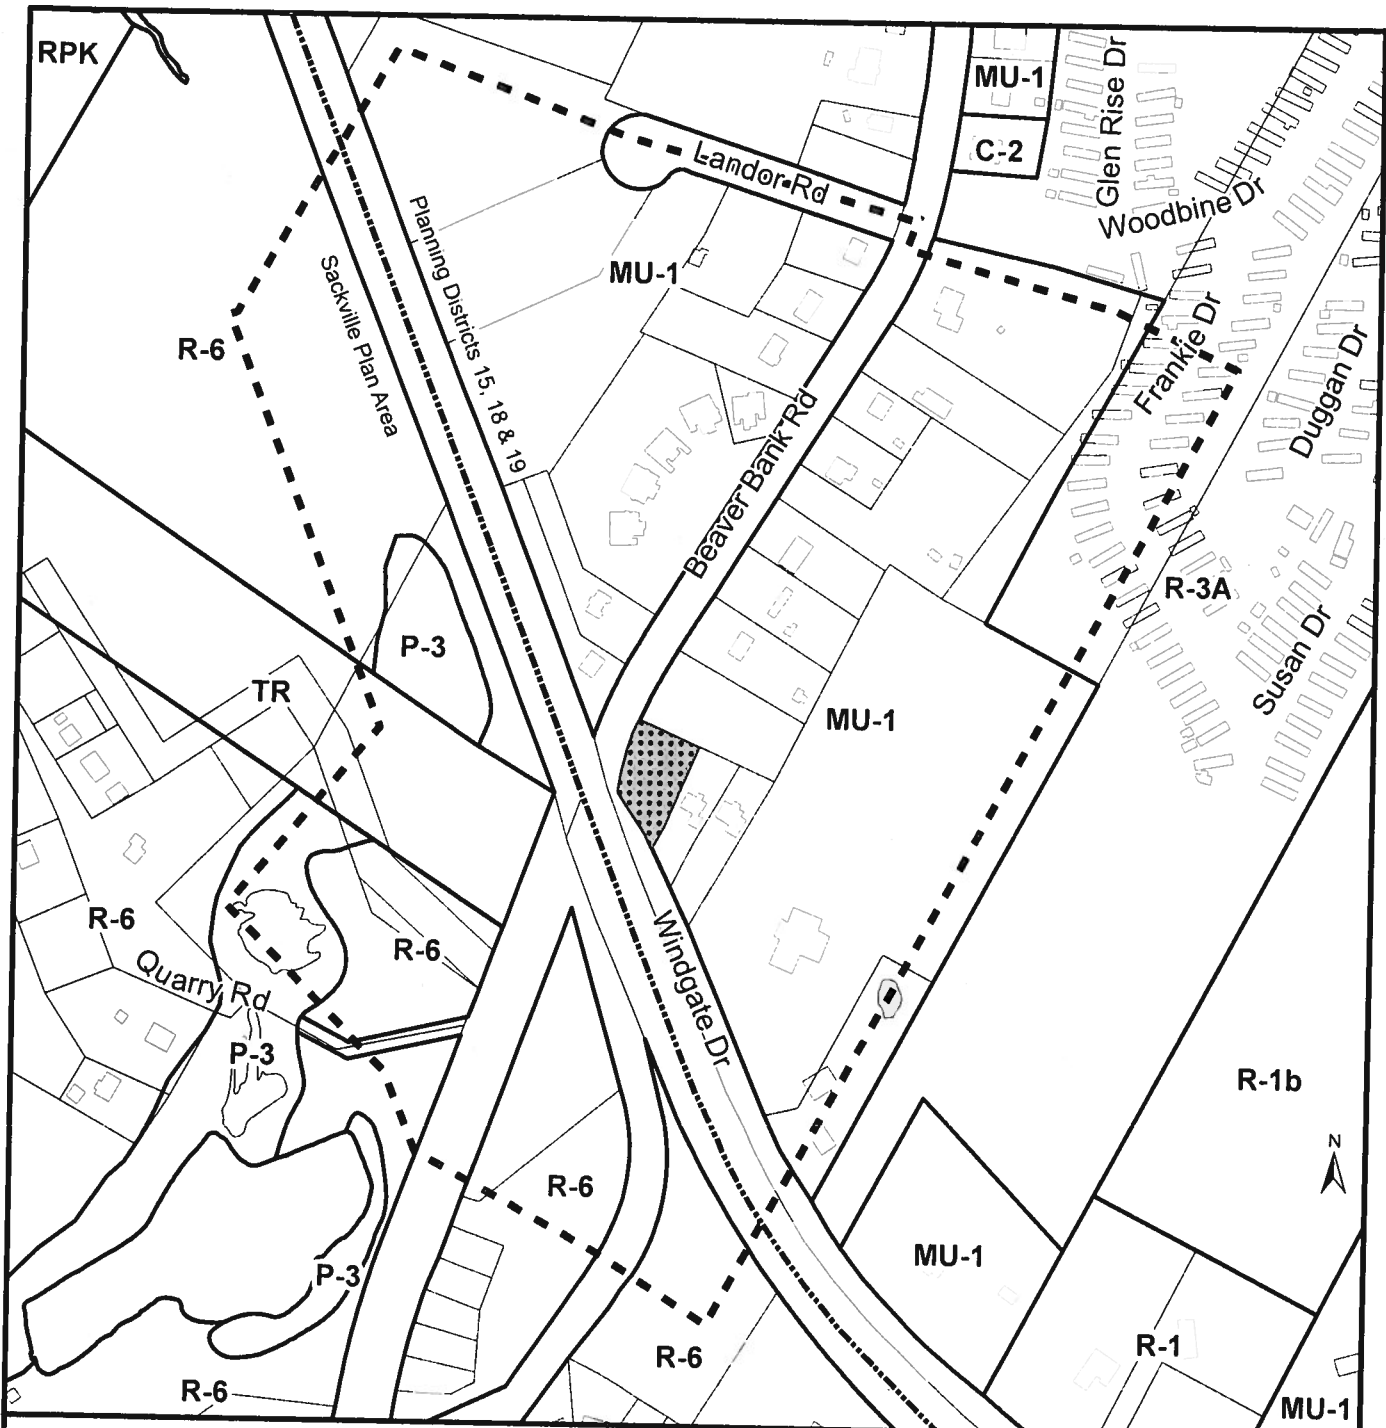 RPK
MU-1
C-2
Glen Rise Dr
Woodbine Dr
Landor Rd
Planning Districts 15, 18 & 19
Sackville Plan Area
MU-1
R-6
Frankie Dr
Duggan Dr
Beaver Bank Rd
R-3A
Susan Dr
P-3
TR
MU-1
R-6
R-6
Quarry Rd
Windgate Dr
P-3
R-1b
N
R-6
MU-1
P-3
R-6
R-1
R-6
MU-1